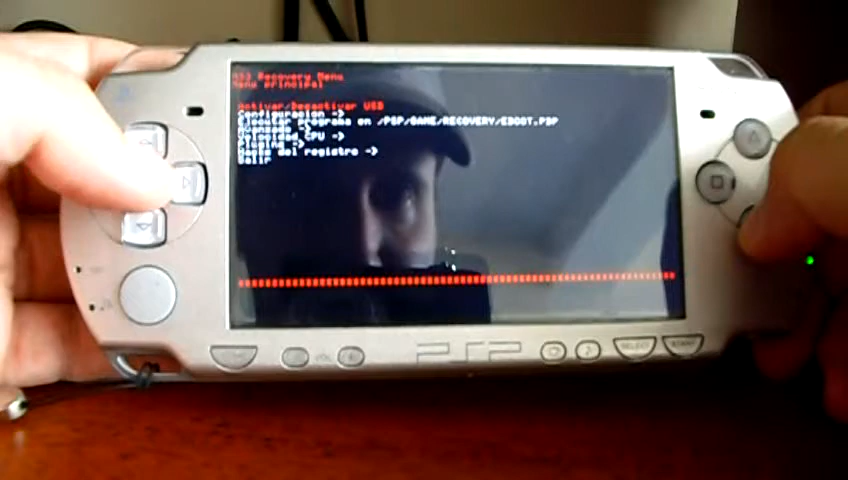 Recovery Menu
Menu principal
Activar/Desactivar USB
Configuracion ->
Ejecutar programa en /PSP/GAME/RECOVERY/EBOOT.PBP
Avanzado ->
Velocidad CPU ->
Plugins ->
Hacks del registro ->
Salir
VOL
PSP
SELECT
START